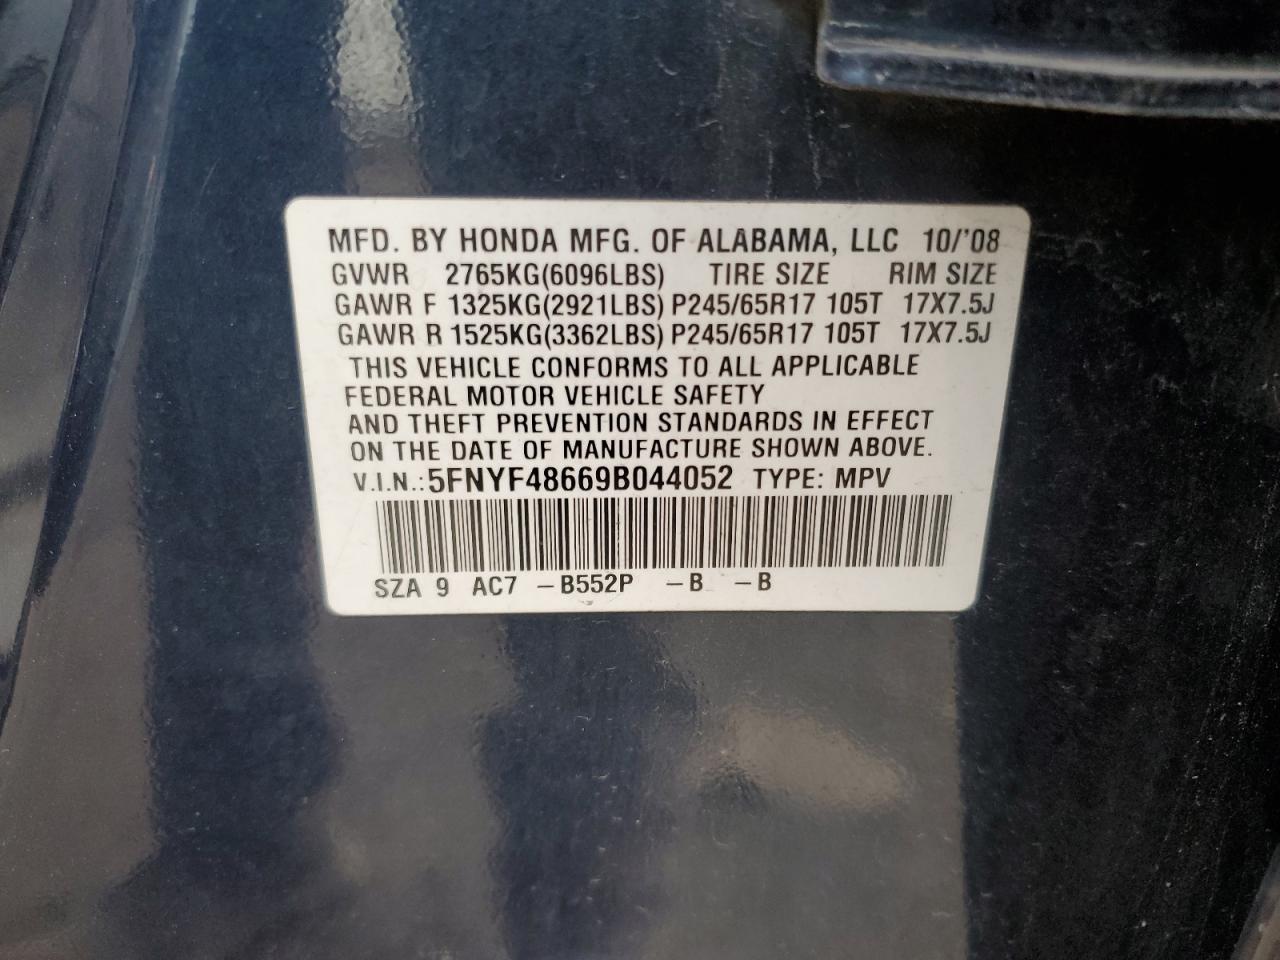 MFD. BY HONDA MFG. OF ALABAMA, LLC 10/'08
GVWR 2765KG(6096LBS) TIRE SIZE RIM SIZE
GAWR F 1325KG(2921LBS) P245/65R17 105T 17X7.5J
GAWR R 1525KG(3362LBS) P245/65R17 105T 17X7.5J
THIS VEHICLE CONFORMS TO ALL APPLICABLE
FEDERAL MOTOR VEHICLE SAFETY
AND THEFT PREVENTION STANDARDS IN EFFECT
ON THE DATE OF MANUFACTURE SHOWN ABOVE.
V.I.N.:5FNYF48669B044052 TYPE: MPV
SZA 9 AC7 -B552P -B -B